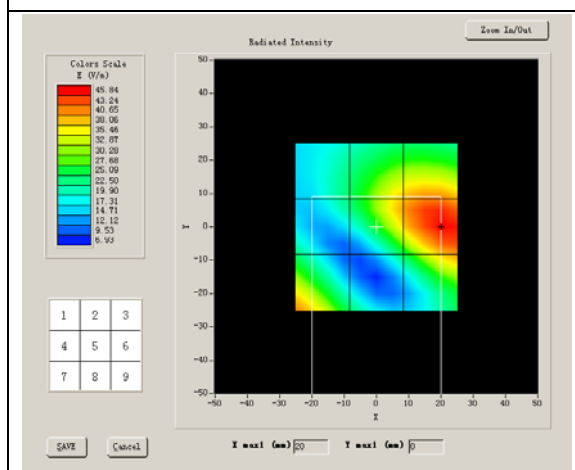 Zoom In/Out
Radiated Intensity
Colors Scale
E (V/m)
45.84
43.24
40.65
38.06
35.46
32.87
30.28
27.68
25.09
22.50
19.90
17.31
14.71
12.12
9.53
6.93
50
40
30
20
10
0
-10
-20
-30
-40
-50
Y
-50 -40 -30 -20 -10 0 10 20 30 40 50
X
1 2 3
4 5 6
7 8 9
SAVE Cancel X max1 (mm) 20 Y max1 (mm) 0